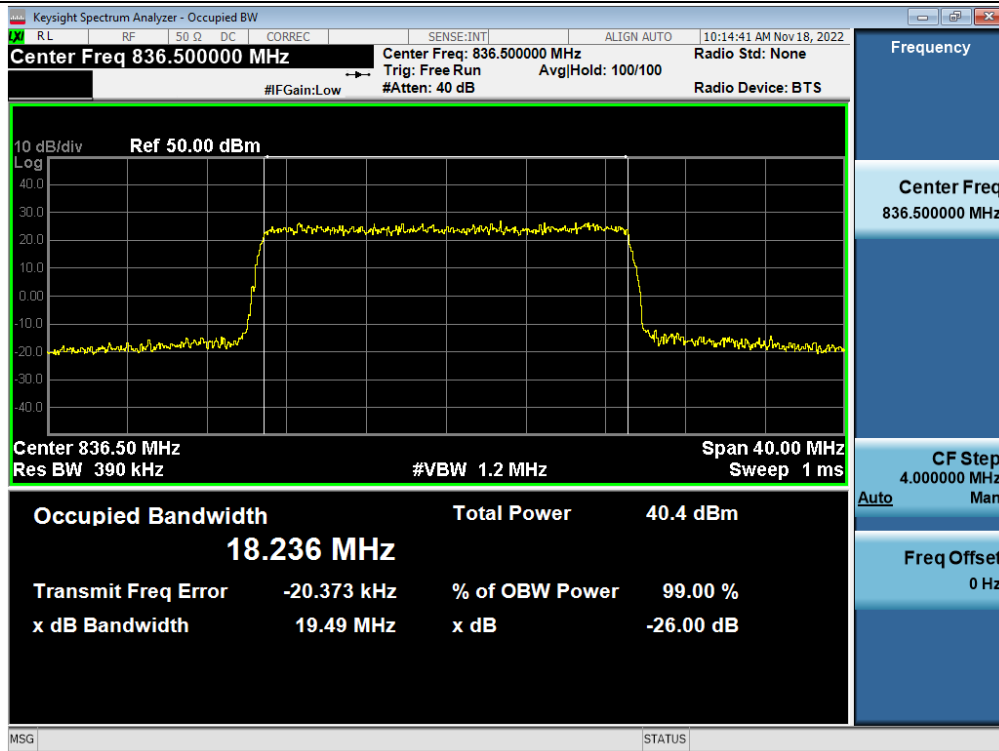 Keysight Spectrum Analyzer - Occupied BW
LXI RL RF 50 Ω DC CORREC SENSE:INT ALIGN AUTO 10:14:41 AM Nov 18, 2022
Center Freq 836.500000 MHz
Center Freq: 836.500000 MHz Radio Std: None
Trig: Free Run Avg|Hold: 100/100
#IFGain:Low #Atten: 40 dB Radio Device: BTS
10 dB/div Ref 50.00 dBm
Log
40.0
30.0
20.0
10.0
0.00
-10.0
-20.0
-30.0
-40.0
Center 836.50 MHz Span 40.00 MHz
Res BW 390 kHz #VBW 1.2 MHz Sweep 1 ms
Occupied Bandwidth Total Power 40.4 dBm
18.236 MHz
Transmit Freq Error -20.373 kHz % of OBW Power 99.00 %
x dB Bandwidth 19.49 MHz x dB -26.00 dB
MSG STATUS
Frequency
Center Freq
836.500000 MHz
CF Step
4.000000 MHz
Auto Man
Freq Offset
0 Hz